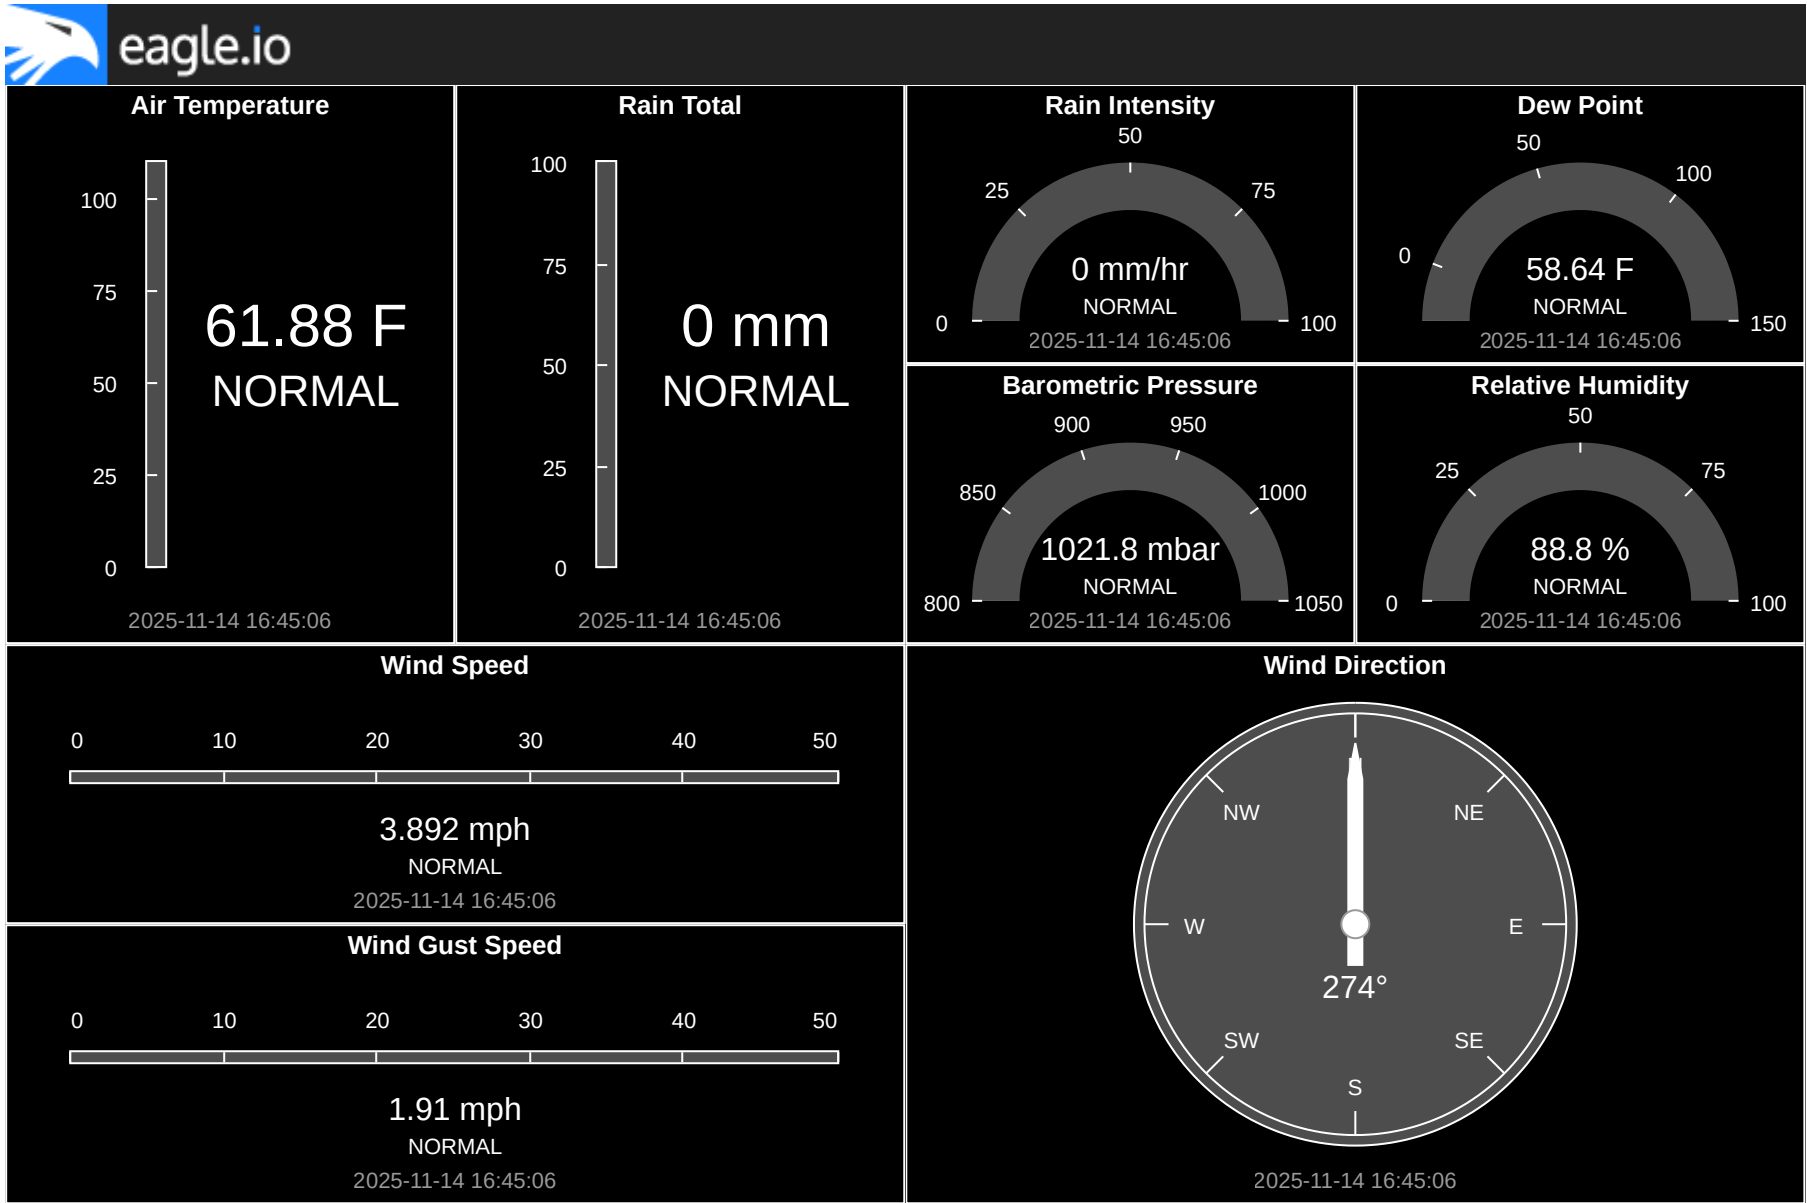 eagle.io
Air Temperature
100
75
50
25
0
61.88 F
NORMAL
2025-11-14 16:45:06
Rain Total
100
75
50
25
0
0 mm
NORMAL
2025-11-14 16:45:06
Rain Intensity
0
25
50
75
100
0 mm/hr
NORMAL
2025-11-14 16:45:06
Dew Point
0
50
100
150
58.64 F
NORMAL
2025-11-14 16:45:06
Barometric Pressure
800
850
900
950
1000
1050
1021.8 mbar
NORMAL
2025-11-14 16:45:06
Relative Humidity
0
25
50
75
100
88.8 %
NORMAL
2025-11-14 16:45:06
Wind Speed
0 10 20 30 40 50
3.892 mph
NORMAL
2025-11-14 16:45:06
Wind Gust Speed
0 10 20 30 40 50
1.91 mph
NORMAL
2025-11-14 16:45:06
Wind Direction
NW NE
W E
274°
SW SE
S
2025-11-14 16:45:06